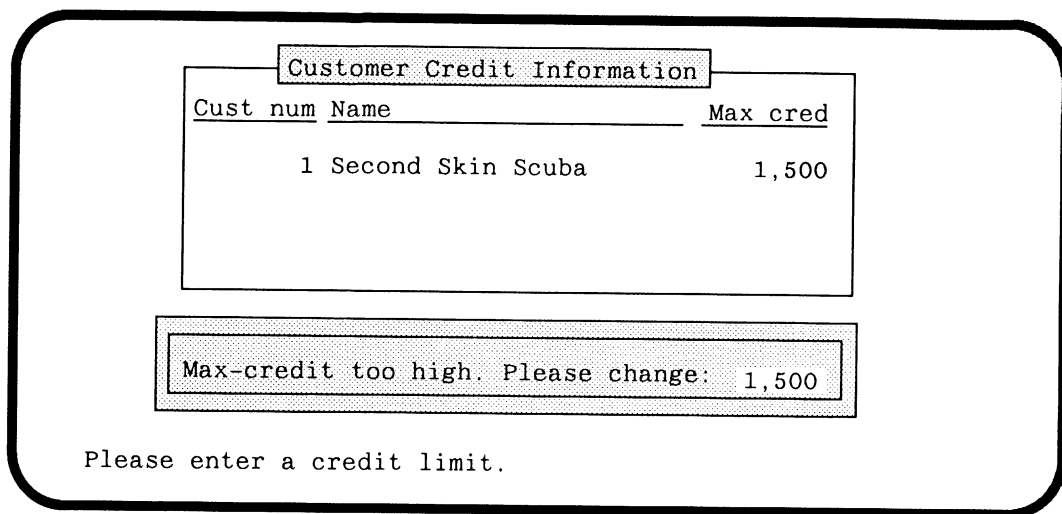 Customer Credit Information
Cust num Name Max cred
1 Second Skin Scuba 1,500
Max-credit too high. Please change: 1,500
Please enter a credit limit.